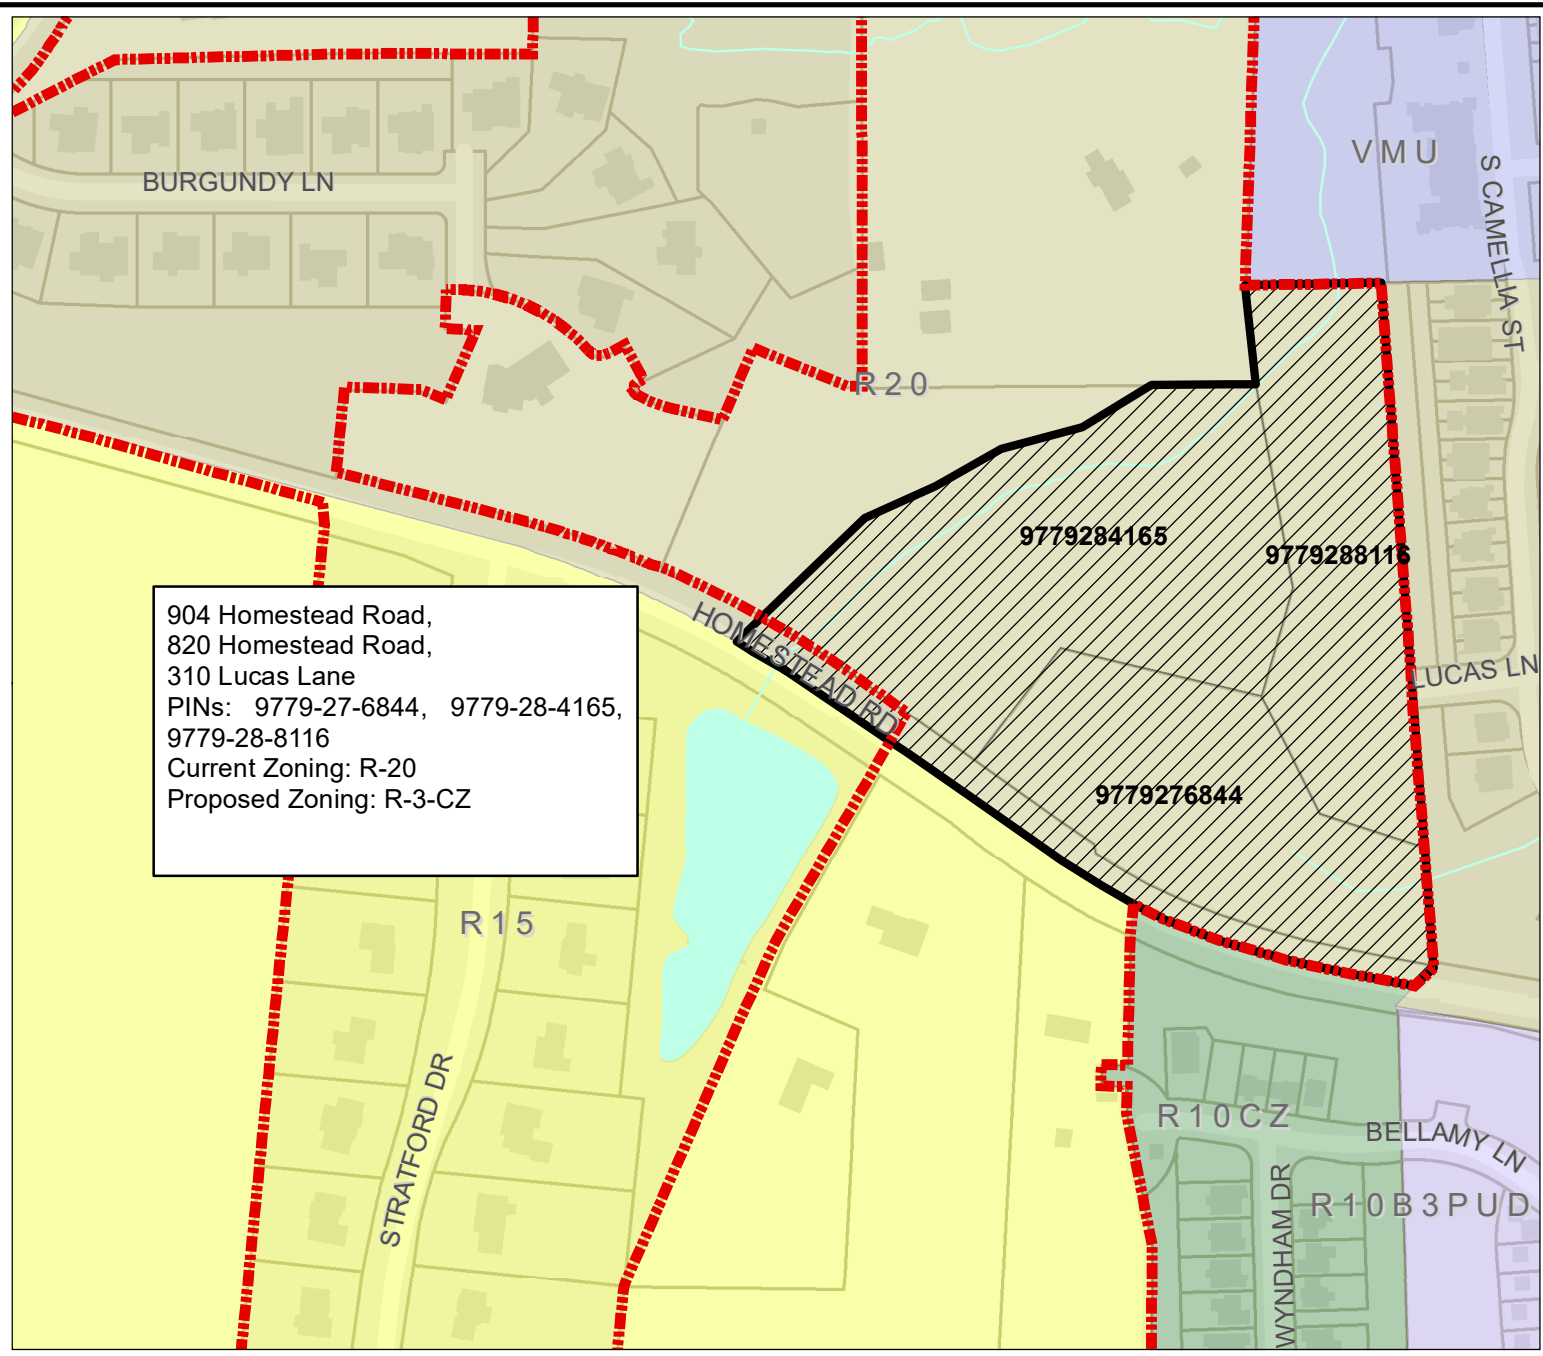 BURGUNDY LN
VMU
S CAMELLIA ST
R20
9779284165
9779288116
HOMESTEAD RD
LUCAS LN
904 Homestead Road,
820 Homestead Road,
310 Lucas Lane
PINs: 9779-27-6844, 9779-28-4165,
9779-28-8116
Current Zoning: R-20
Proposed Zoning: R-3-CZ
9779276844
R15
STRATFORD DR
R10CZ
BELLAMY LN
WYNDHAM DR
R10B3PUD